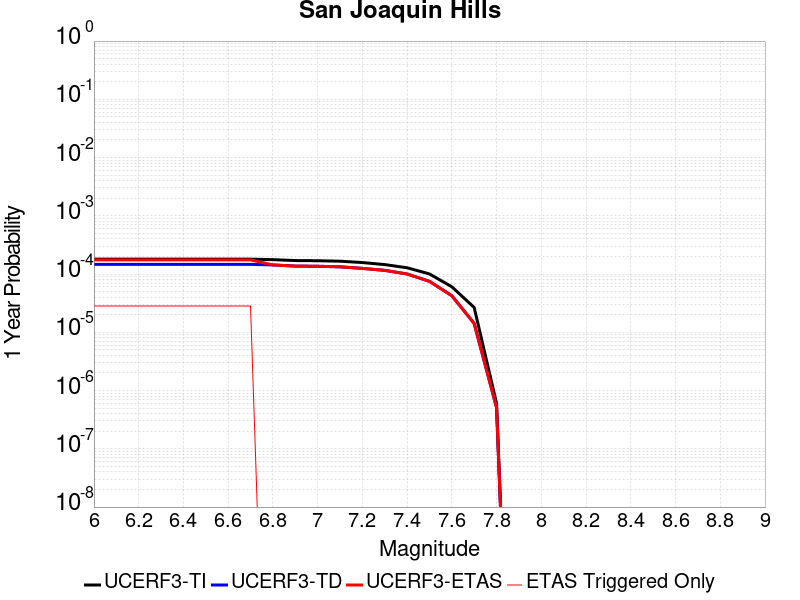 San Joaquin Hills
10^0
10^-1
10^-2
10^-3
10^-4
10^-5
10^-6
10^-7
10^-8
1 Year Probability
6 6.2 6.4 6.6 6.8 7 7.2 7.4 7.6 7.8 8 8.2 8.4 8.6 8.8 9
Magnitude
UCERF3-TI UCERF3-TD UCERF3-ETAS ETAS Triggered Only